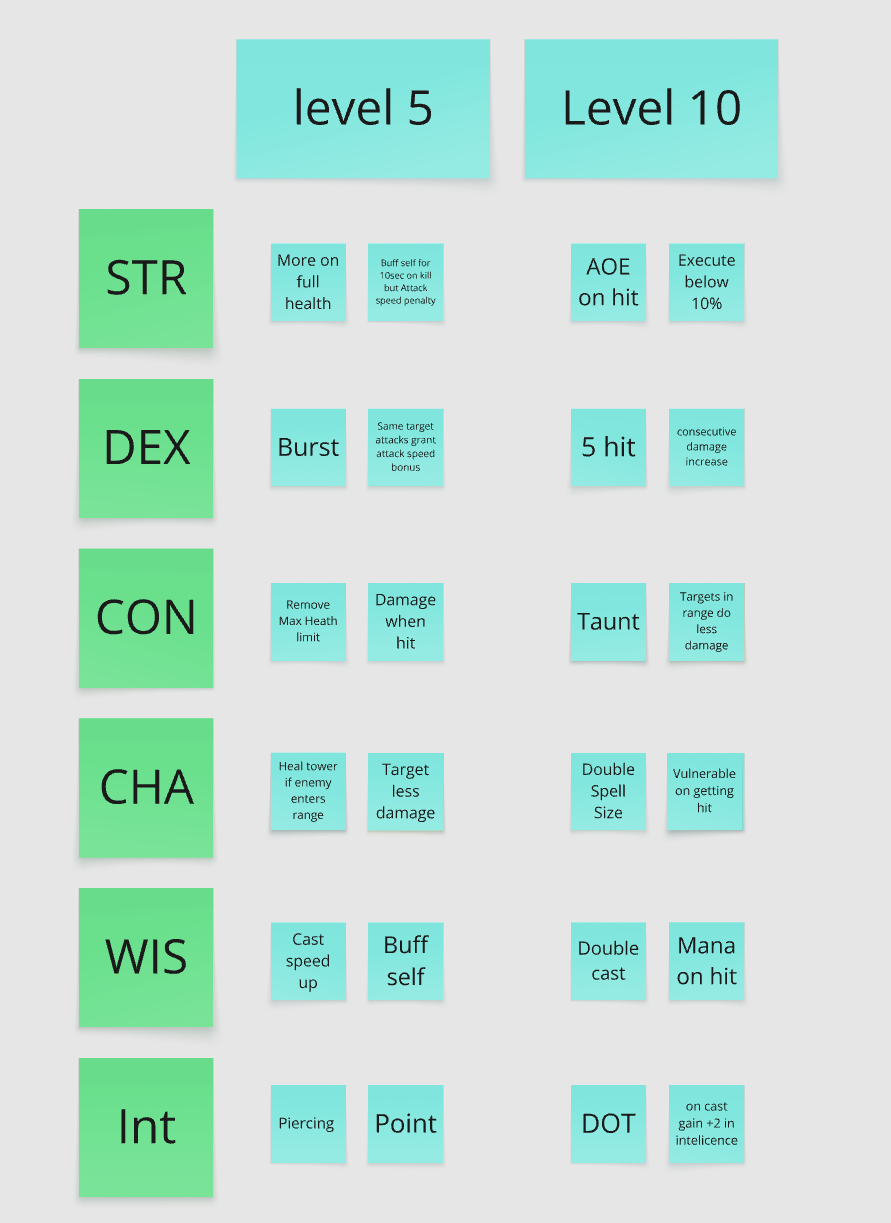 level 5
Level 10
STR
More on
full
health
Buff self for
10sec on kill
but Attack
speed penalty
AOE
on hit
Execute
below
10%
DEX
Burst
Same target
attacks grant
attack speed
bonus
5 hit
consecutive
damage
increase
CON
Remove
Max Heath
limit
Damage
when
hit
Taunt
Targets in
range do
less
damage
CHA
Heal tower
if enemy
enters
range
Target
less
damage
Double
Spell
Size
Vulnerable
on getting
hit
WIS
Cast
speed
up
Buff
self
Double
cast
Mana
on hit
Int
Piercing
Point
DOT
on cast
gain +2 in
intelicence